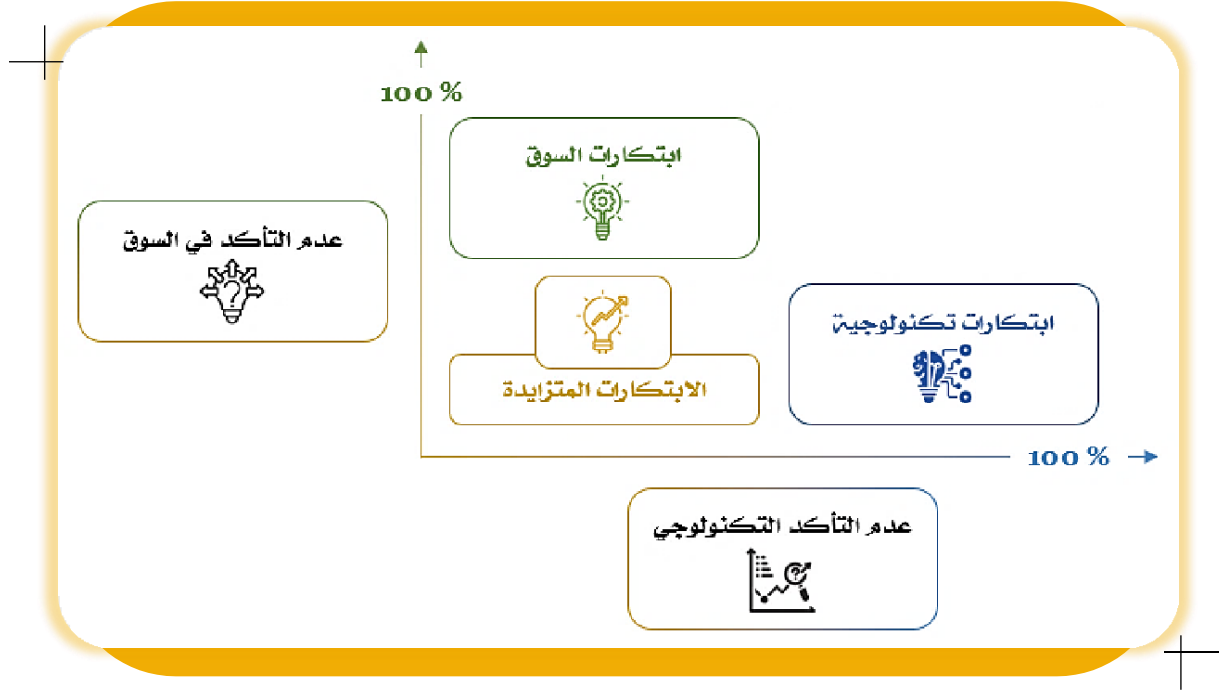 100 %
ابتكارات السوق
عدم التأكد في السوق
ابتكارات تكنولوجية
الابتكارات المتزايدة
100 %
عدم التأكد التكنولوجي